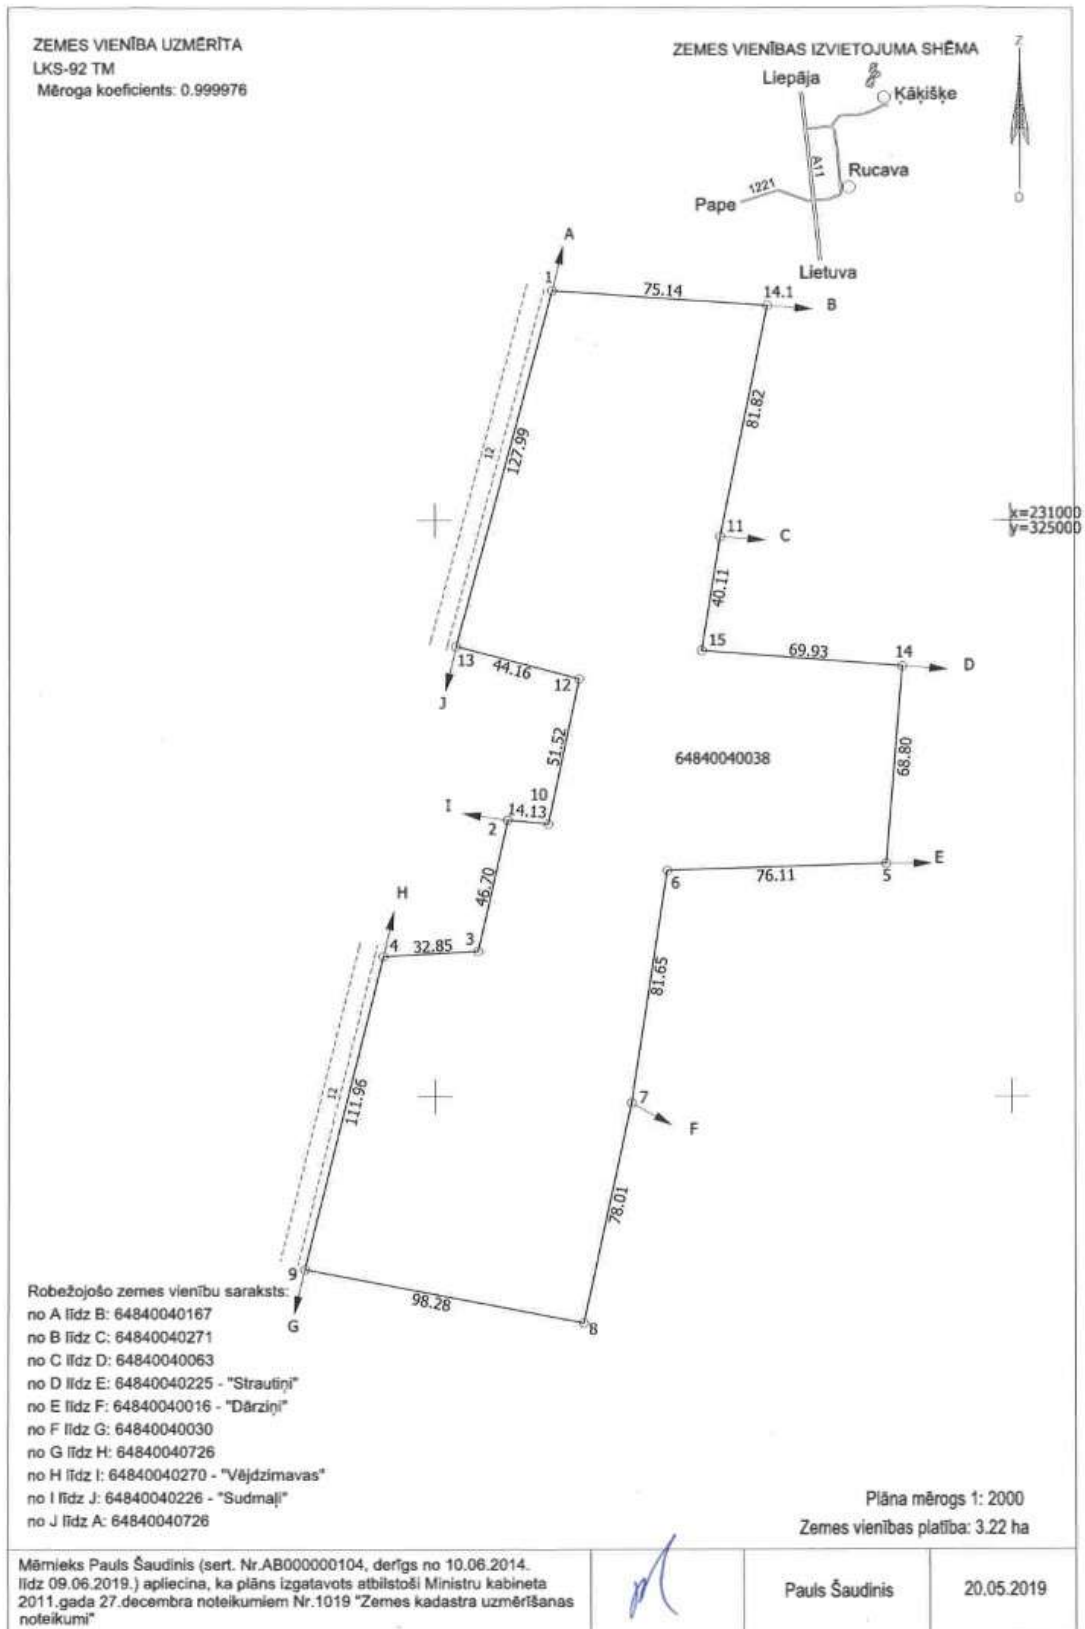 ZEMES VIENĪBA UZMĒRĪTA
LKS-92 TM
Mēroga koeficients: 0.999976
ZEMES VIENĪBAS IZVIETOJUMA SHĒMA
Z
Liepāja
Ķāķišķe
A11
Rucava
1221
Pape
D
Lietuva
A
1
75.14
14.1
B
81.82
127.99
12
x=231000
y=325000
11
C
40.11
15
69.93
14
D
13
44.16
12
J
51.52
64840040038
68.80
10
I
14.13
2
E
76.11
5
6
46.70
H
4
32.85
3
81.65
12
111.96
7
F
78.01
9
98.28
8
G
Robežojošo zemes vienību saraksts:
no A līdz B: 64840040167
no B līdz C: 64840040271
no C līdz D: 64840040063
no D līdz E: 64840040225 - "Strautiņi"
no E līdz F: 64840040016 - "Dārziņi"
no F līdz G: 64840040030
no G līdz H: 64840040726
no H līdz I: 64840040270 - "Vējdzirnavas"
no I līdz J: 64840040226 - "Sudmaļi"
no J līdz A: 64840040726
Plāna mērogs 1: 2000
Zemes vienības platība: 3.22 ha
Mērnieks Pauls Šaudinis (sert. Nr.AB000000104, derīgs no 10.06.2014.
līdz 09.06.2019.) apliecina, ka plāns izgatavots atbilstoši Ministru kabineta
2011.gada 27.decembra noteikumiem Nr.1019 "Zemes kadastra uzmērīšanas
noteikumi"
Pauls Šaudinis
20.05.2019